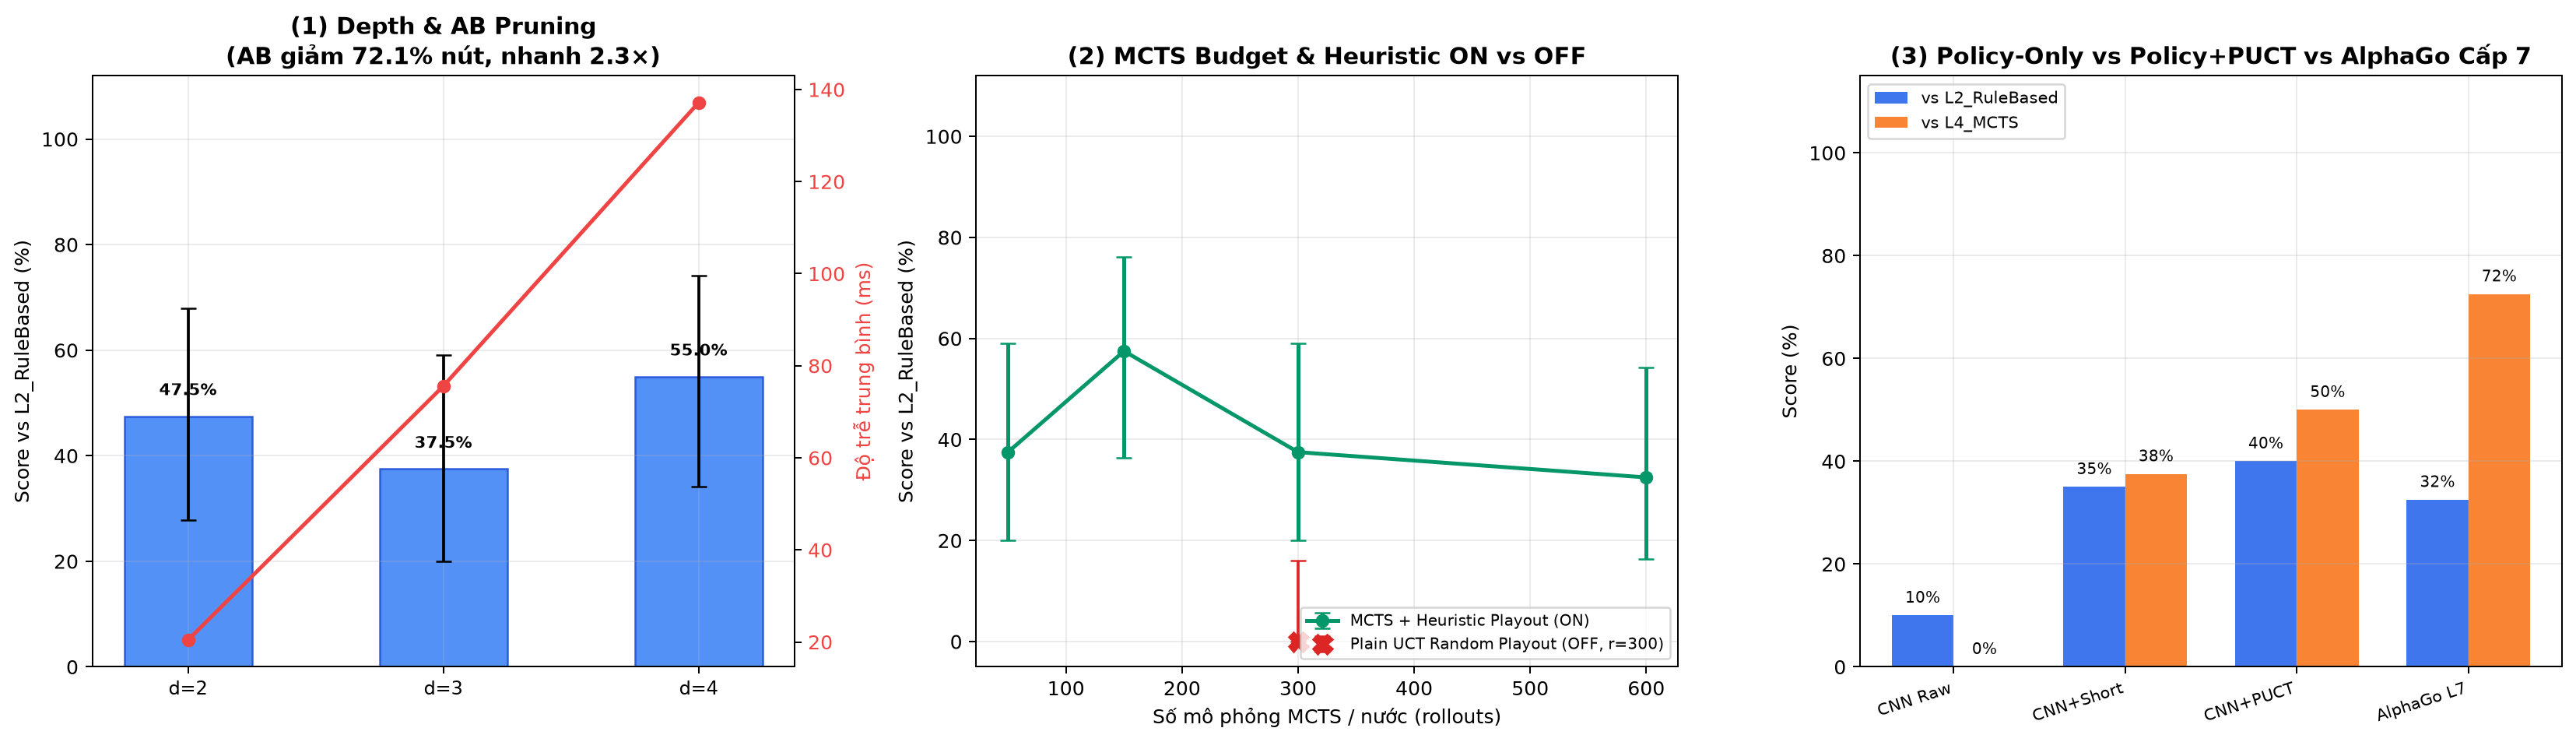 (1) Depth & AB Pruning
(AB giảm 72.1% nút, nhanh 2.3×)
Score vs L2_RuleBased (%)
100
80
60
40
20
0
47.5%
37.5%
55.0%
d=2
d=3
d=4
140
120
100
80
60
40
20
Độ trễ trung bình (ms)
(2) MCTS Budget & Heuristic ON vs OFF
Score vs L2_RuleBased (%)
100
80
60
40
20
0
MCTS + Heuristic Playout (ON)
Plain UCT Random Playout (OFF, r=300)
100
200
300
400
500
600
Số mô phỏng MCTS / nước (rollouts)
(3) Policy-Only vs Policy+PUCT vs AlphaGo Cấp 7
vs L2_RuleBased
vs L4_MCTS
Score (%)
100
80
60
40
20
0
10%
0%
35%
38%
40%
50%
32%
72%
CNN Raw
CNN+Short
CNN+PUCT
AlphaGo L7